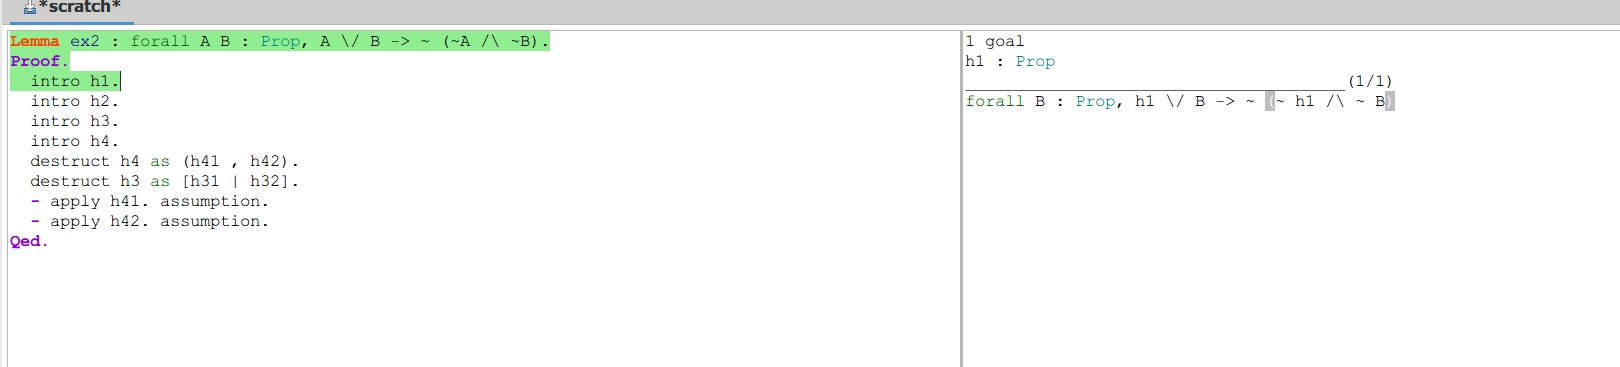 *scratch*
Lemma ex2 : forall A B : Prop, A \/ B -> ~ (~A /\ ~B).
Proof.
  intro h1.
  intro h2.
  intro h3.
  intro h4.
  destruct h4 as (h41 , h42).
  destruct h3 as [h31 | h32].
  - apply h41. assumption.
  - apply h42. assumption.
Qed.
1 goal
h1 : Prop
______________________________________(1/1)
forall B : Prop, h1 \/ B -> ~ (~ h1 /\ ~ B)